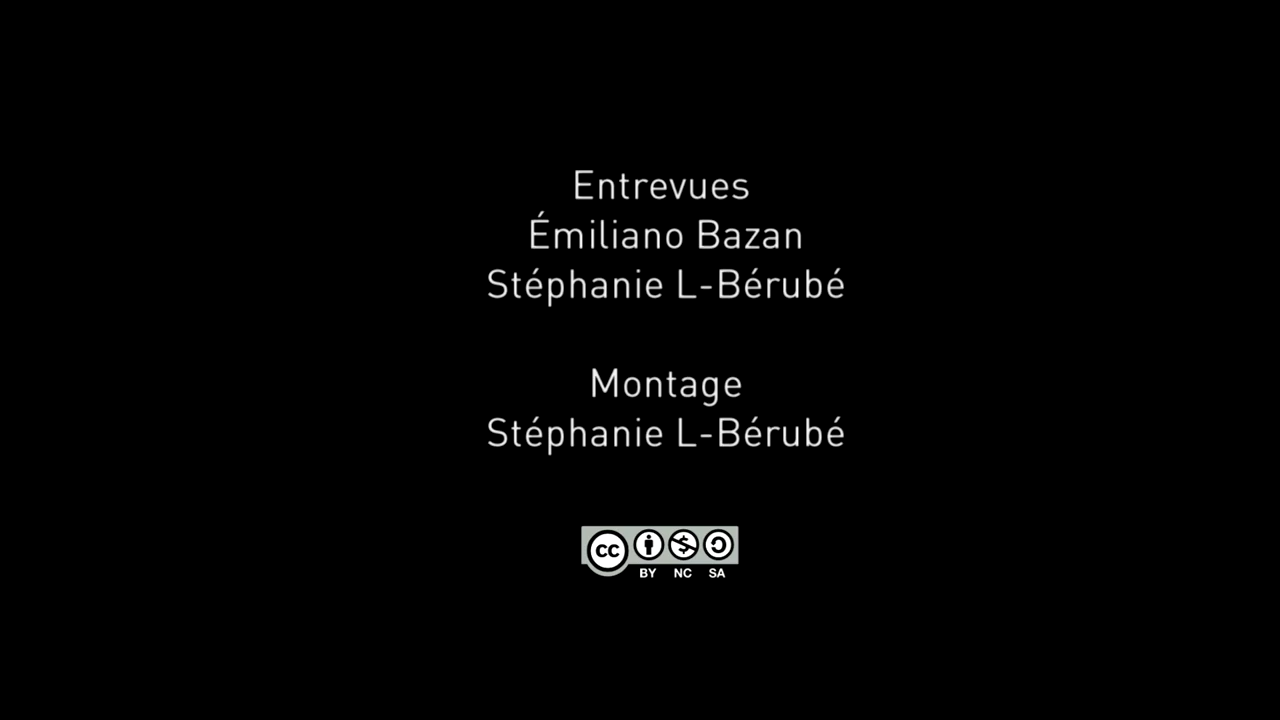 Entrevues
Émiliano Bazan
Stéphanie L-Bérubé
Montage
Stéphanie L-Bérubé
cc
BY NC SA